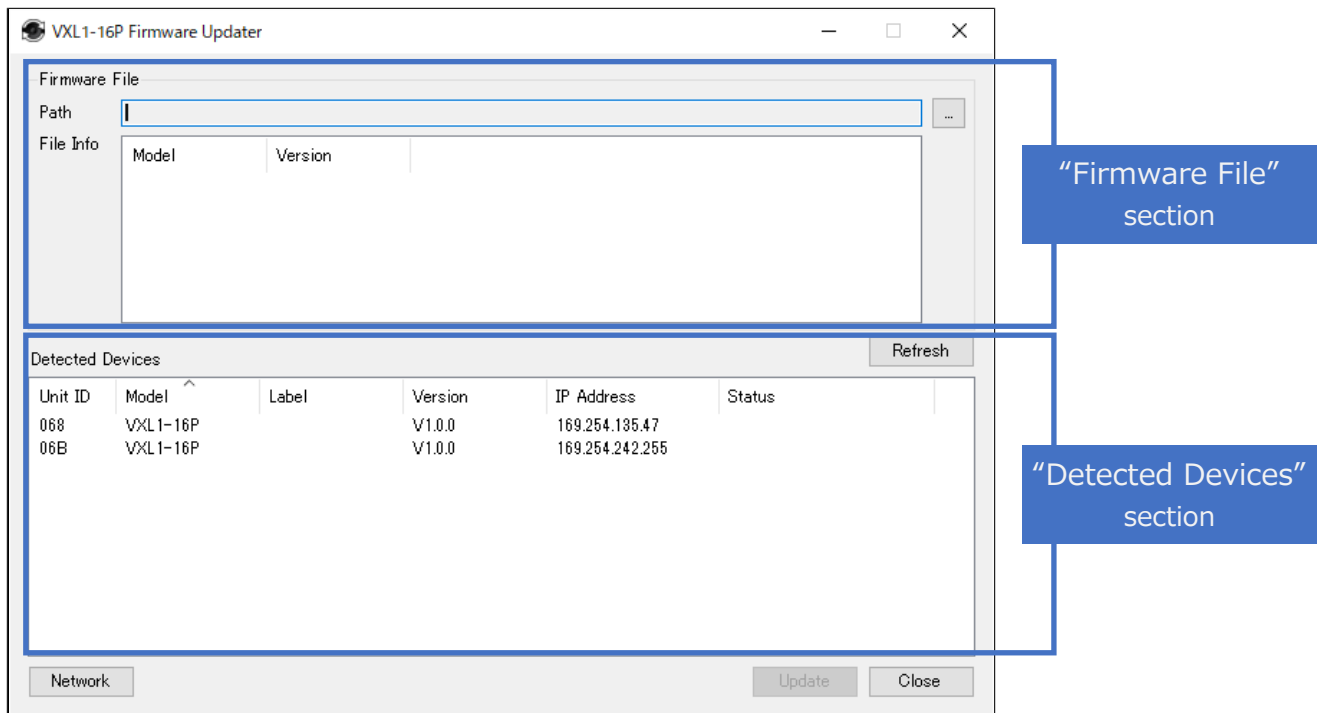 VXL1-16P Firmware Updater
Firmware File
Path
...
File Info
Model Version
“Firmware File”
section
Detected Devices
Refresh
Unit ID Model Label Version IP Address Status
068 VXL1-16P V1.0.0 169.254.135.47
06B VXL1-16P V1.0.0 169.254.242.255
“Detected Devices”
section
Network Update Close